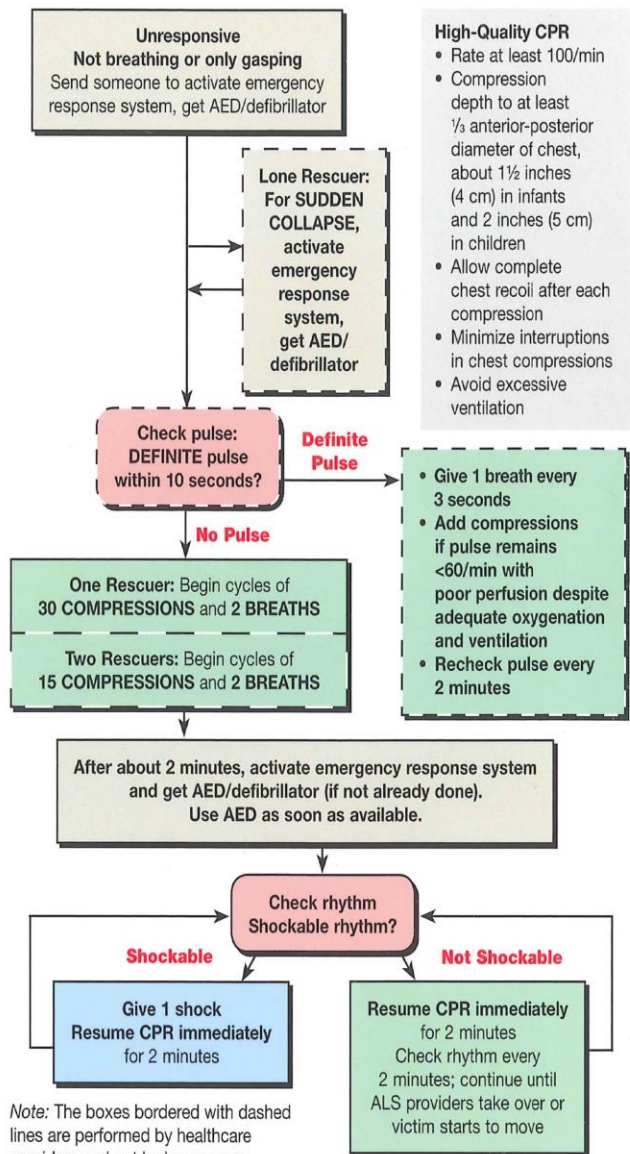 Unresponsive
Not breathing or only gasping
Send someone to activate emergency
response system, get AED/defibrillator
High-Quality CPR
• Rate at least 100/min
• Compression
depth to at least
⅓ anterior-posterior
diameter of chest,
about 1½ inches
(4 cm) in infants
and 2 inches (5 cm)
in children
• Allow complete
chest recoil after each
compression
• Minimize interruptions
in chest compressions
• Avoid excessive
ventilation
Lone Rescuer:
For SUDDEN
COLLAPSE,
activate
emergency
response
system,
get AED/
defibrillator
Check pulse:
DEFINITE pulse
within 10 seconds?
Definite
Pulse
• Give 1 breath every
3 seconds
• Add compressions
if pulse remains
<60/min with
poor perfusion despite
adequate oxygenation
and ventilation
• Recheck pulse every
2 minutes
No Pulse
One Rescuer: Begin cycles of
30 COMPRESSIONS and 2 BREATHS
Two Rescuers: Begin cycles of
15 COMPRESSIONS and 2 BREATHS
After about 2 minutes, activate emergency response system
and get AED/defibrillator (if not already done).
Use AED as soon as available.
Check rhythm
Shockable rhythm?
Shockable
Not Shockable
Give 1 shock
Resume CPR immediately
for 2 minutes
Resume CPR immediately
for 2 minutes
Check rhythm every
2 minutes; continue until
ALS providers take over or
victim starts to move
Note: The boxes bordered with dashed
lines are performed by healthcare